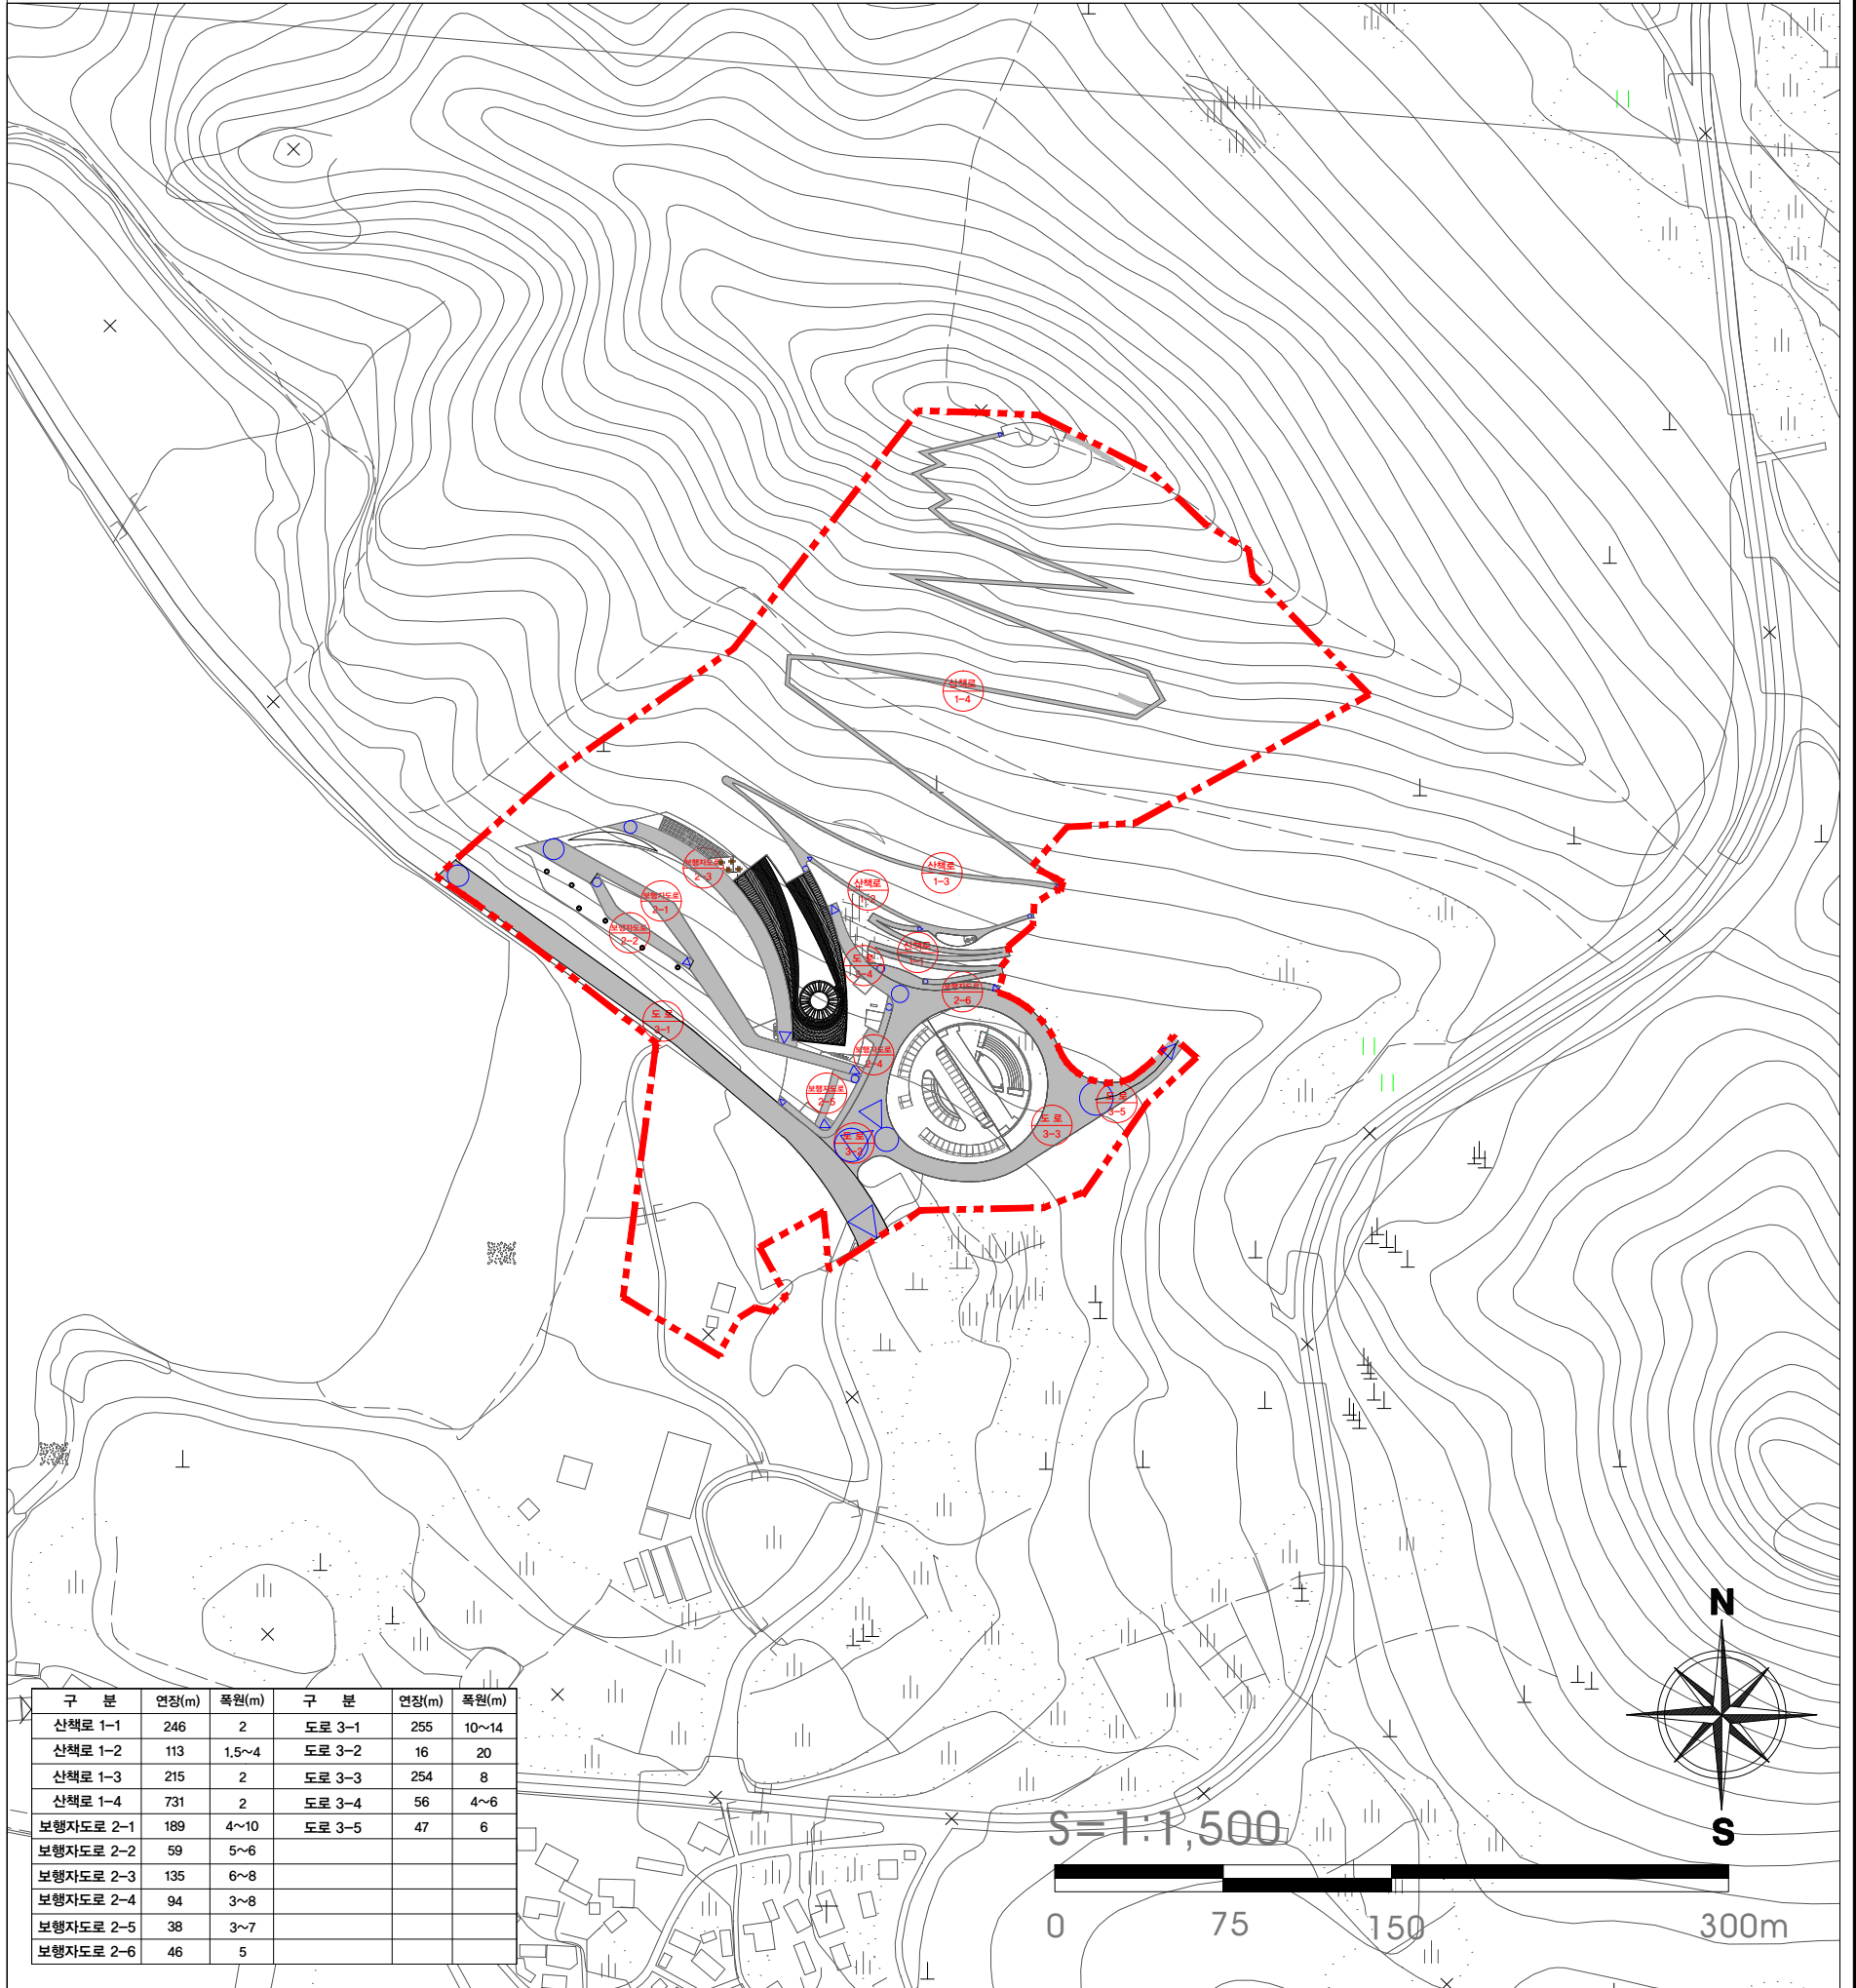 산책로
1-4
산책로
1-3
산책로
1-2
보행자도로
2-3
보행자도로
2-1
보행자도로
2-2
산책로
1-1
도 로
3-4
보행자도로
2-6
도 로
3-1
보행자도로
2-4
보행자도로
2-5
도 로
3-2
도 로
3-3
도 로
3-5
N
S
구 분 연장(m) 폭원(m) 구 분 연장(m) 폭원(m)
산책로 1-1 246 2 도로 3-1 255 10~14
산책로 1-2 113 1.5~4 도로 3-2 16 20
산책로 1-3 215 2 도로 3-3 254 8
산책로 1-4 731 2 도로 3-4 56 4~6
보행자도로 2-1 189 4~10 도로 3-5 47 6
보행자도로 2-2 59 5~6
보행자도로 2-3 135 6~8
보행자도로 2-4 94 3~8
보행자도로 2-5 38 3~7
보행자도로 2-6 46 5
S=1:1,500
0 75 150 300m